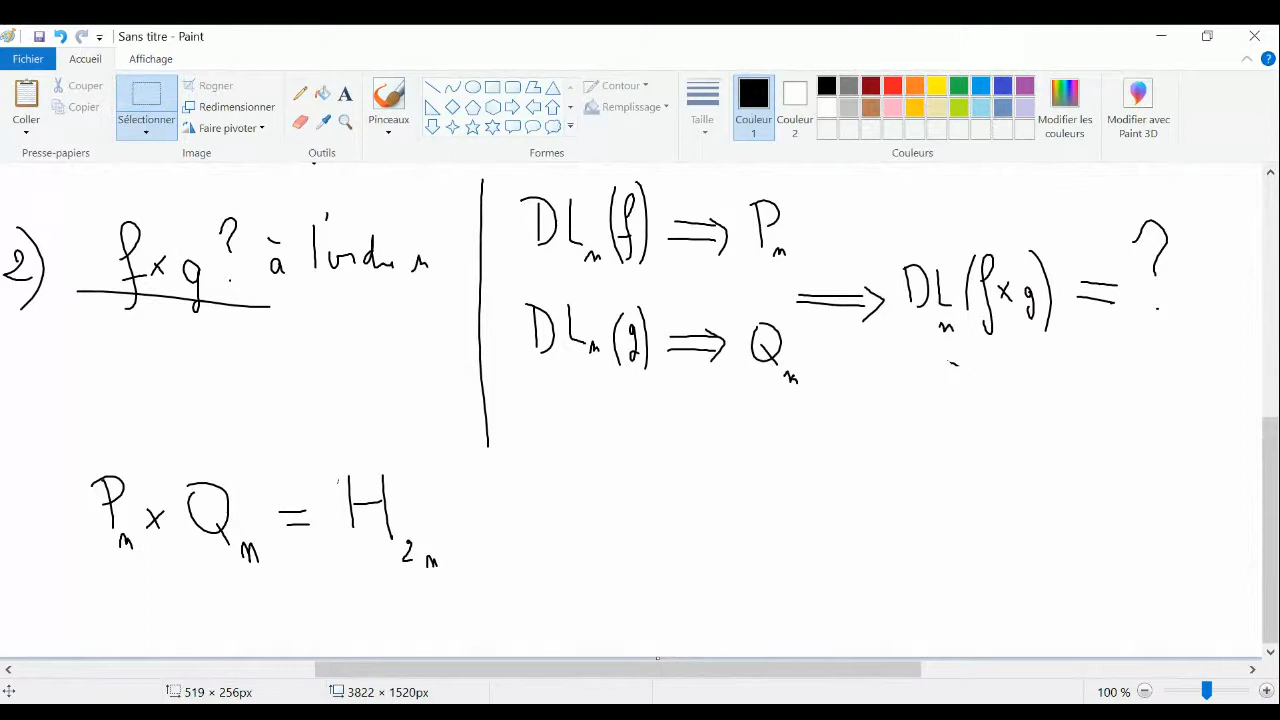 Sans titre - Paint
Fichier Accueil Affichage
Coller
Couper
Copier
Presse-papiers
Sélectionner
Rogner
Redimensionner
Faire pivoter
Image
A
Outils
Pinceaux
Contour
Remplissage
Formes
Taille
Couleur 1
Couleur 2
Modifier les couleurs
Couleurs
Modifier avec Paint 3D
2) f×g ? à l'ordre n
DLn(f) ⟹ Pn
DLn(g) ⟹ Qn
⟹ DLn(f×g) = ?
Pn × Qn = H2n
519 × 256px
3822 × 1520px
100 %